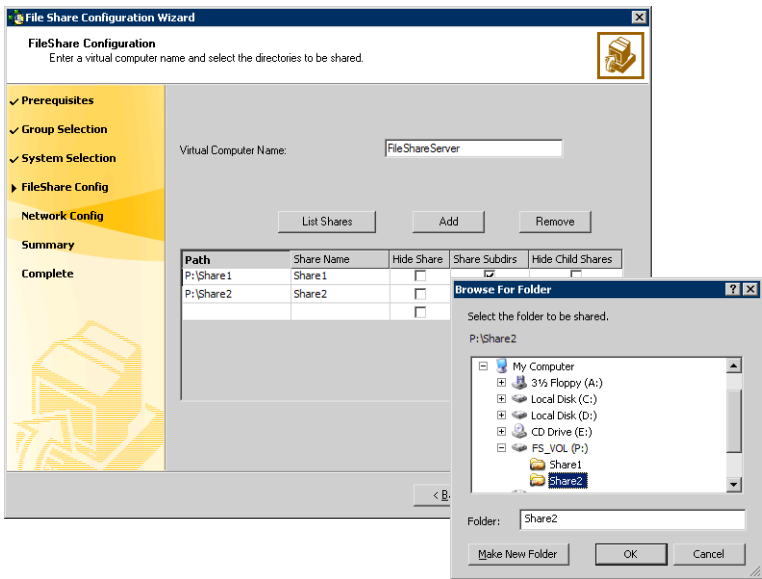 File Share Configuration Wizard
FileShare Configuration
Enter a virtual computer name and select the directories to be shared.
Prerequisites
Group Selection
System Selection
FileShare Config
Network Config
Summary
Complete
Virtual Computer Name: FileShareServer
List Shares Add Remove
Path Share Name Hide Share Share Subdirs Hide Child Shares
P:\Share1 Share1
P:\Share2 Share2
< B
Browse For Folder
Select the folder to be shared.
P:\Share2
My Computer
3½ Floppy (A:)
Local Disk (C:)
Local Disk (D:)
CD Drive (E:)
FS_VOL (P:)
Share1
Share2
Folder: Share2
Make New Folder OK Cancel